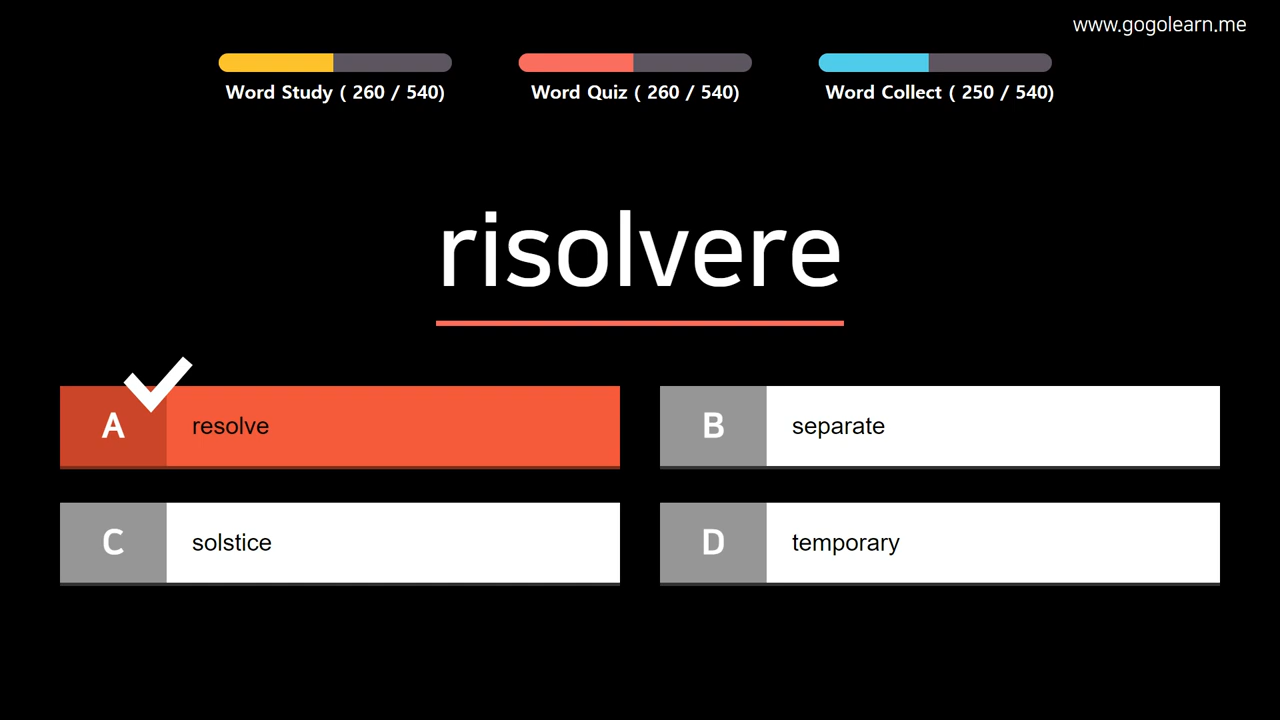 www.gogolearn.me
Word Study ( 260 / 540)
Word Quiz ( 260 / 540)
Word Collect ( 250 / 540)
risolvere
A resolve
B separate
C solstice
D temporary